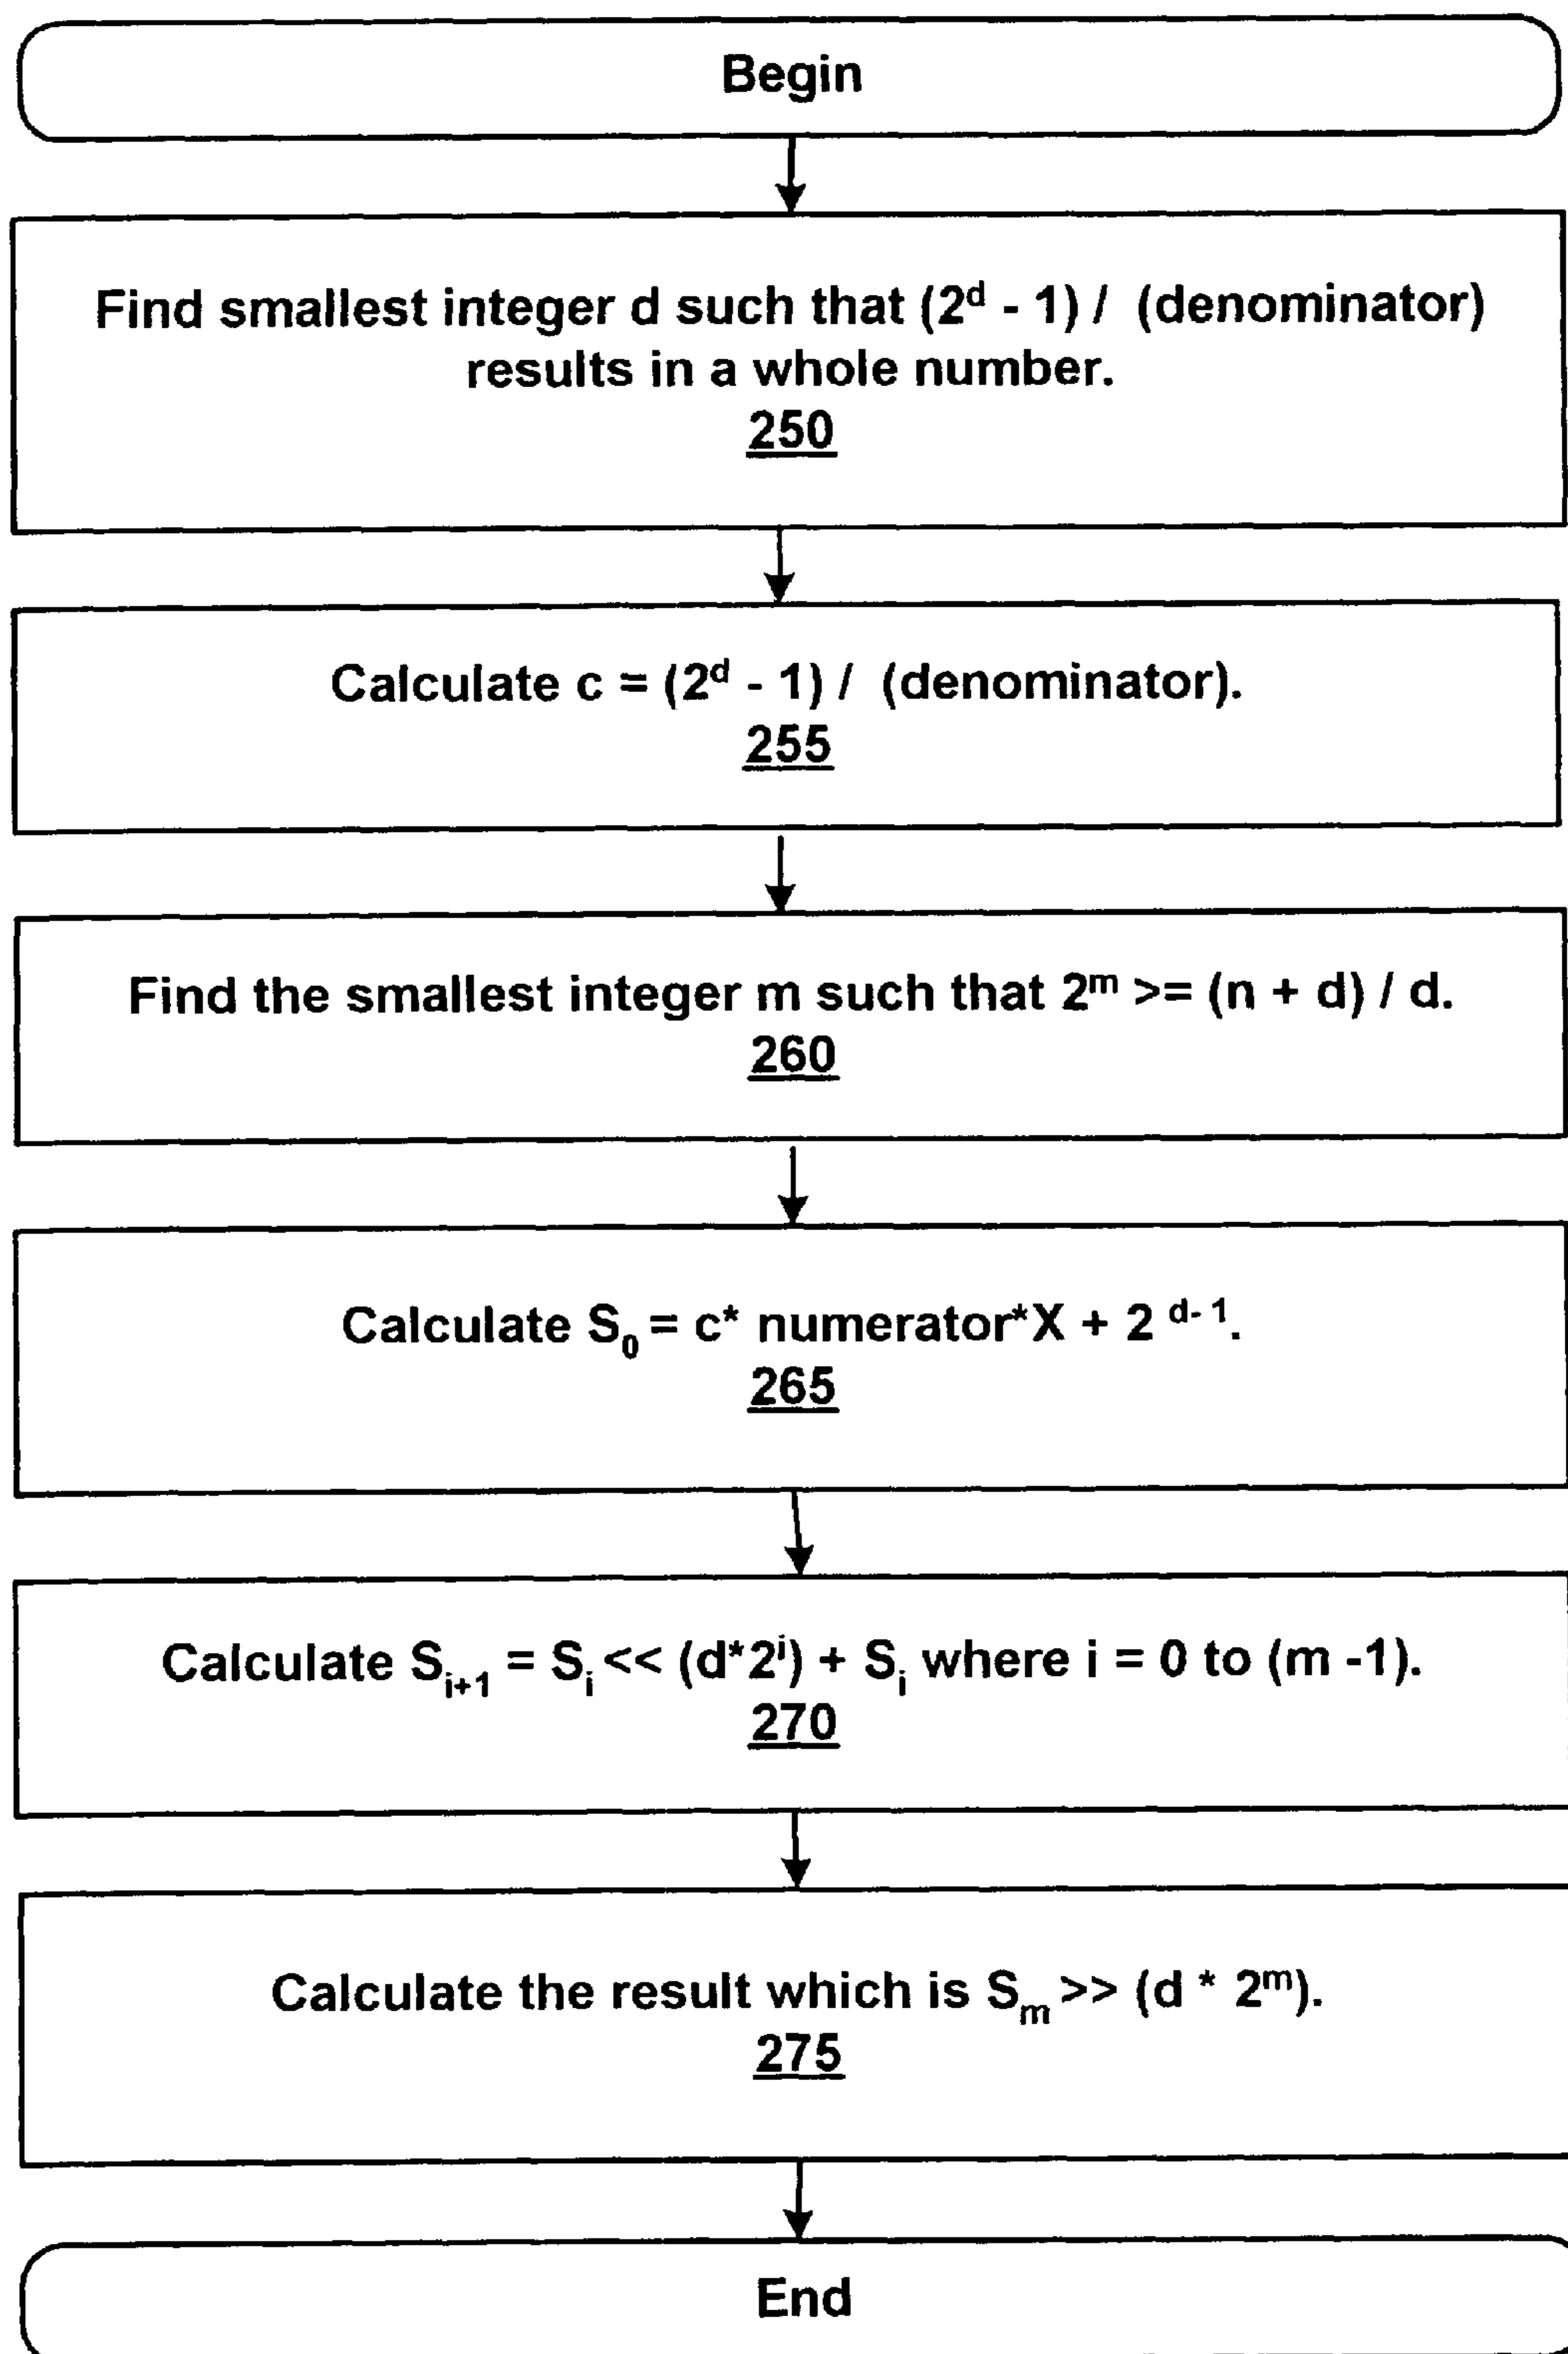 Begin
Find smallest integer d such that (2ᵈ - 1) / (denominator)
results in a whole number.
250
Calculate c = (2ᵈ - 1) / (denominator).
255
Find the smallest integer m such that 2ᵐ >= (n + d) / d.
260
Calculate S₀ = c* numerator*X + 2 ᵈ⁻ ¹.
265
Calculate Sᵢ₊₁ = Sᵢ << (d*2ⁱ) + Sᵢ where i = 0 to (m -1).
270
Calculate the result which is Sₘ >> (d * 2ᵐ).
275
End